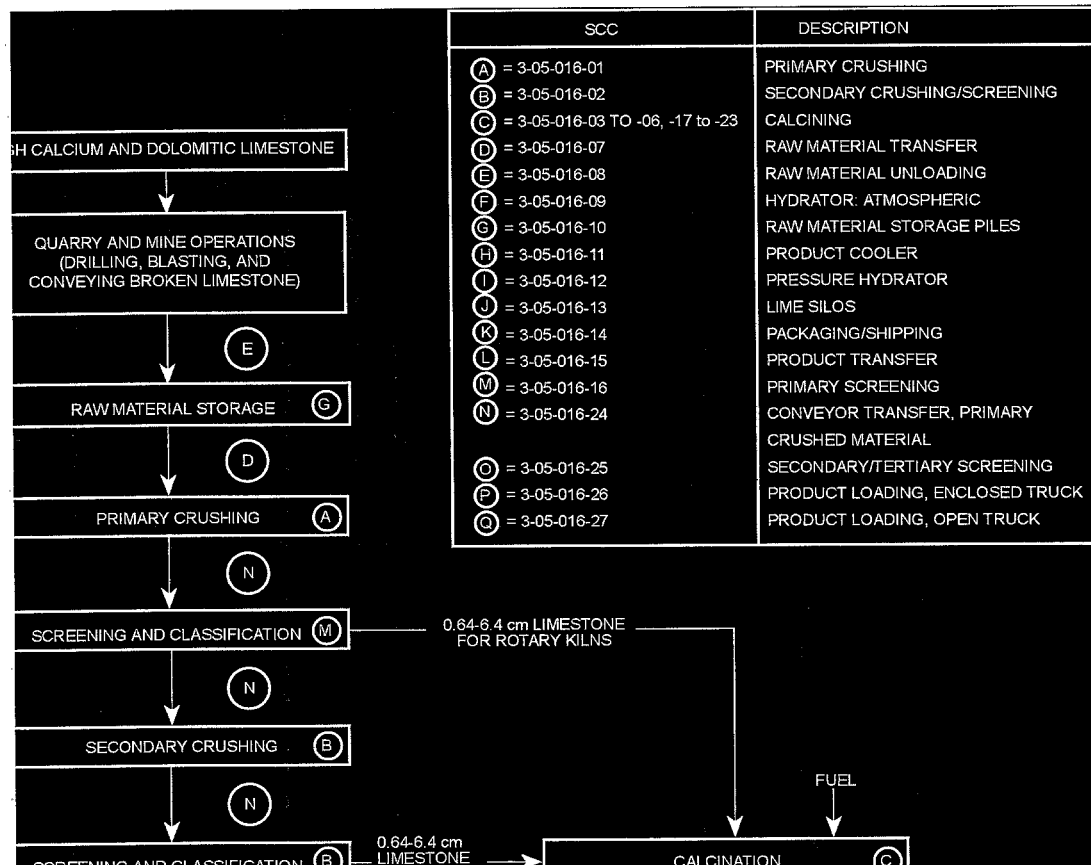 SCC DESCRIPTION
A = 3-05-016-01 PRIMARY CRUSHING
B = 3-05-016-02 SECONDARY CRUSHING/SCREENING
C = 3-05-016-03 TO -06, -17 to -23 CALCINING
D = 3-05-016-07 RAW MATERIAL TRANSFER
E = 3-05-016-08 RAW MATERIAL UNLOADING
F = 3-05-016-09 HYDRATOR: ATMOSPHERIC
G = 3-05-016-10 RAW MATERIAL STORAGE PILES
H = 3-05-016-11 PRODUCT COOLER
I = 3-05-016-12 PRESSURE HYDRATOR
J = 3-05-016-13 LIME SILOS
K = 3-05-016-14 PACKAGING/SHIPPING
L = 3-05-016-15 PRODUCT TRANSFER
M = 3-05-016-16 PRIMARY SCREENING
N = 3-05-016-24 CONVEYOR TRANSFER, PRIMARY
CRUSHED MATERIAL
O = 3-05-016-25 SECONDARY/TERTIARY SCREENING
P = 3-05-016-26 PRODUCT LOADING, ENCLOSED TRUCK
Q = 3-05-016-27 PRODUCT LOADING, OPEN TRUCK
GH CALCIUM AND DOLOMITIC LIMESTONE
QUARRY AND MINE OPERATIONS
(DRILLING, BLASTING, AND
CONVEYING BROKEN LIMESTONE)
E
RAW MATERIAL STORAGE G
D
PRIMARY CRUSHING A
N
SCREENING AND CLASSIFICATION M
0.64-6.4 cm LIMESTONE
FOR ROTARY KILNS
N
SECONDARY CRUSHING B
N
FUEL
SCREENING AND CLASSIFICATION B
0.64-6.4 cm
LIMESTONE
CALCINATION C